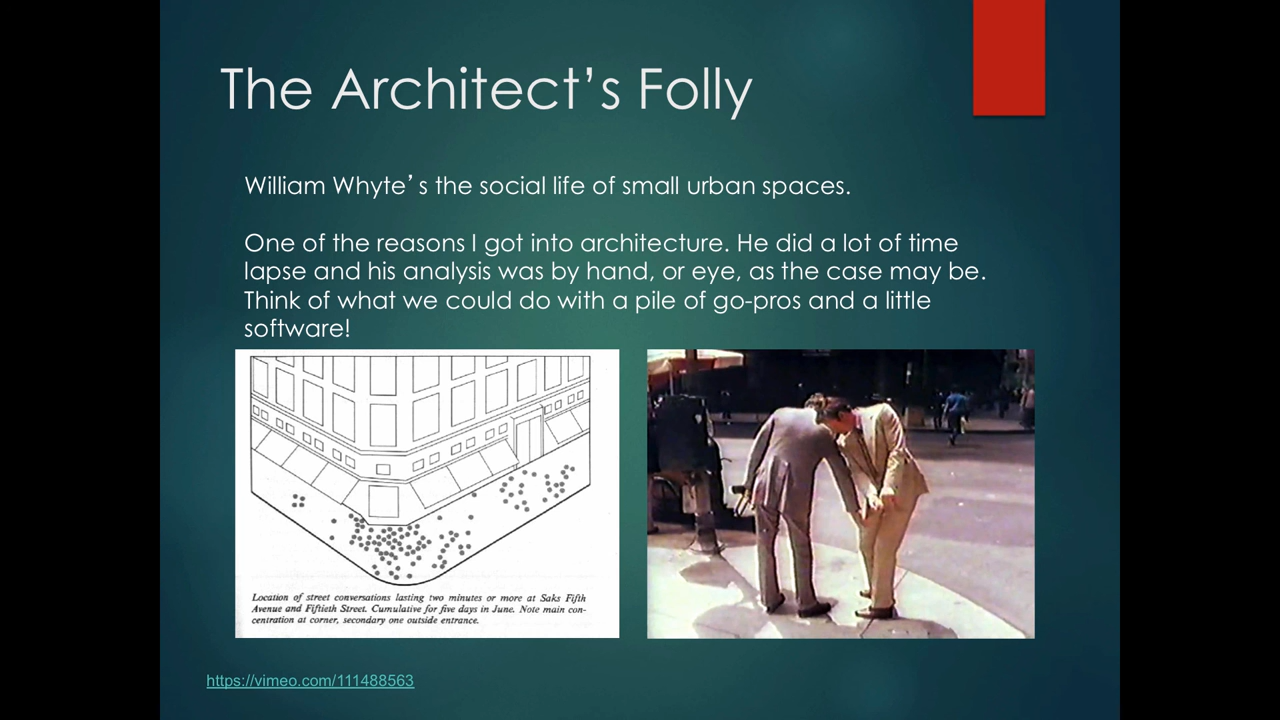 The Architect’s Folly
William Whyte’s the social life of small urban spaces.
One of the reasons I got into architecture. He did a lot of time
lapse and his analysis was by hand, or eye, as the case may be.
Think of what we could do with a pile of go-pros and a little
software!
Location of street conversations lasting two minutes or more at Saks Fifth
Avenue and Fiftieth Street. Cumulative for five days in June. Note main con-
centration at corner, secondary one outside entrance.
https://vimeo.com/111488563